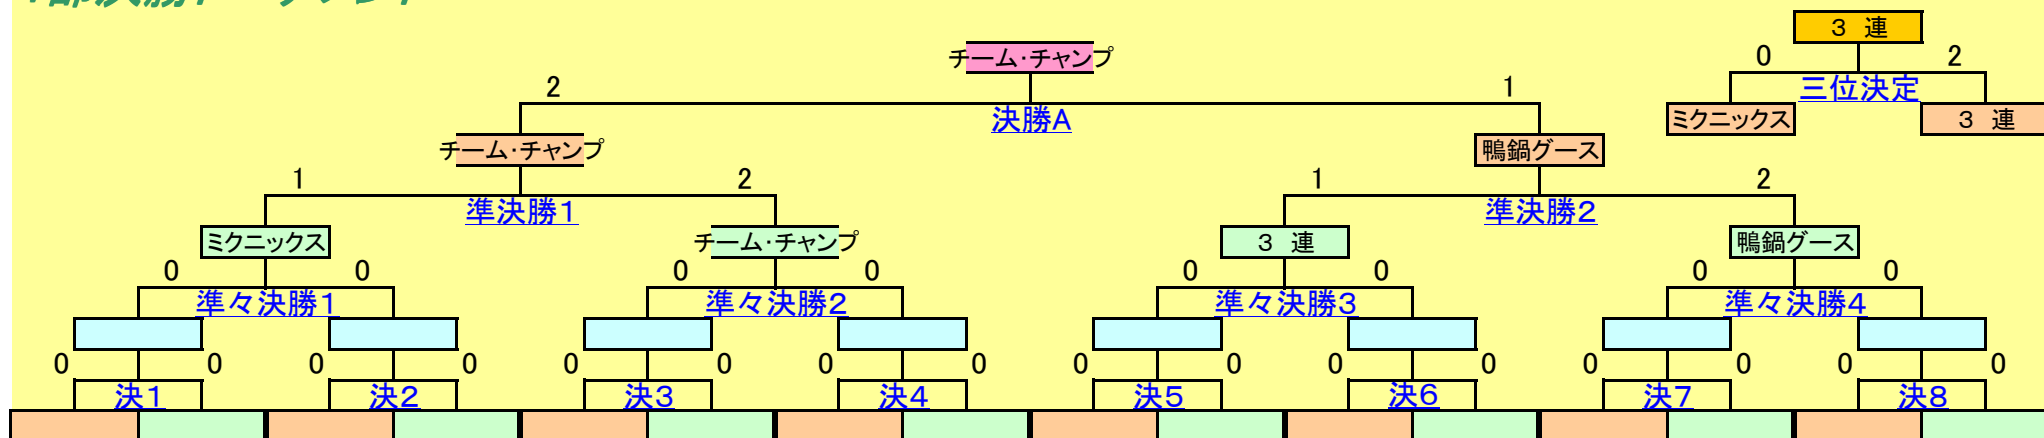 3 連
チーム・チャンプ
0 2
2 1
三位決定
決勝A
ミクニックス 3 連
チーム・チャンプ 鴨鍋グース
1 2 1 2
準決勝1 準決勝2
ミクニックス チーム・チャンプ 3 連 鴨鍋グース
0 0 0 0 0 0 0 0
準々決勝1 準々決勝2 準々決勝3 準々決勝4
0 0 0 0 0 0 0 0 0 0 0 0 0 0 0 0
決1 決2 決3 決4 決5 決6 決7 決8